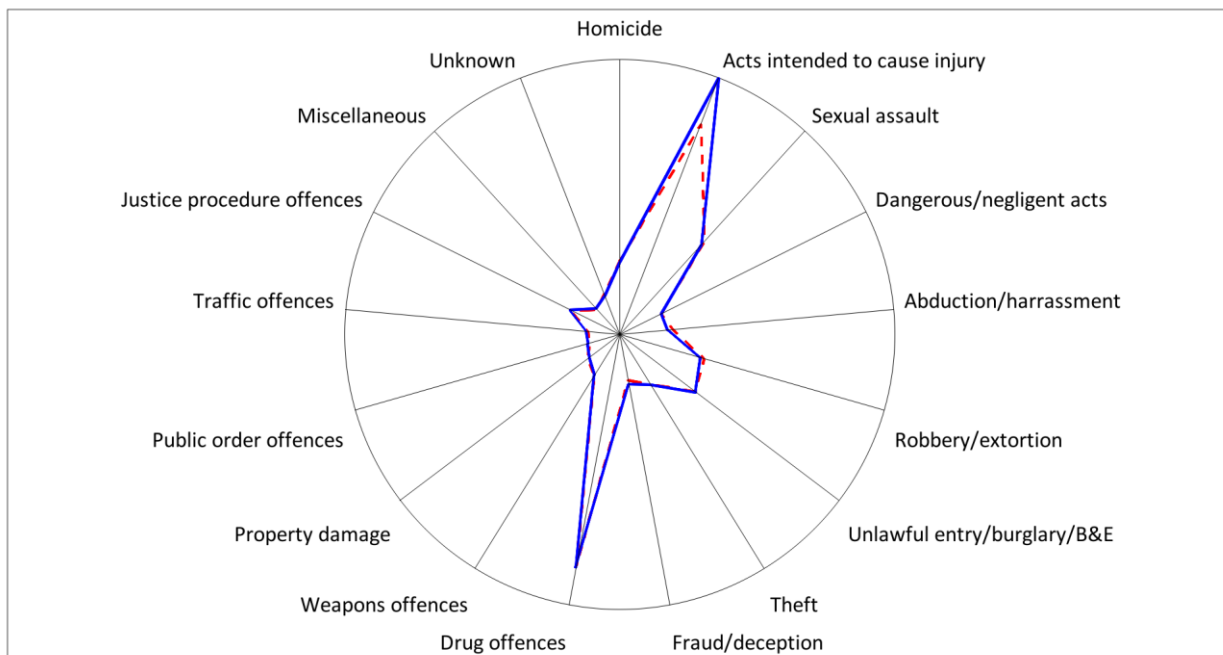 Homicide
Acts intended to cause injury
Sexual assault
Dangerous/negligent acts
Abduction/harrassment
Robbery/extortion
Unlawful entry/burglary/B&E
Theft
Fraud/deception
Drug offences
Weapons offences
Property damage
Public order offences
Traffic offences
Justice procedure offences
Miscellaneous
Unknown